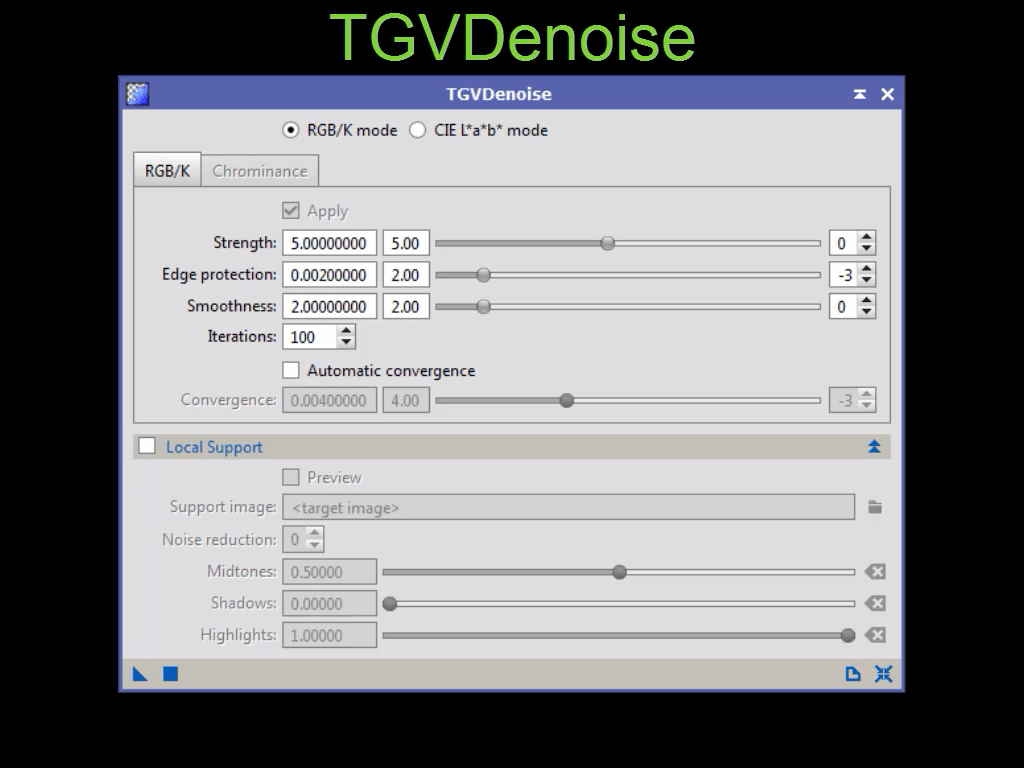 TGVDenoise
TGVDenoise
RGB/K mode CIE L*a*b* mode
RGB/K Chrominance
Apply
Strength: 5.00000000 5.00 0
Edge protection: 0.00200000 2.00 -3
Smoothness: 2.00000000 2.00 0
Iterations: 100
Automatic convergence
Convergence: 0.00400000 4.00 -3
Local Support
Preview
Support image: <target image>
Noise reduction: 0
Midtones: 0.50000
Shadows: 0.00000
Highlights: 1.00000